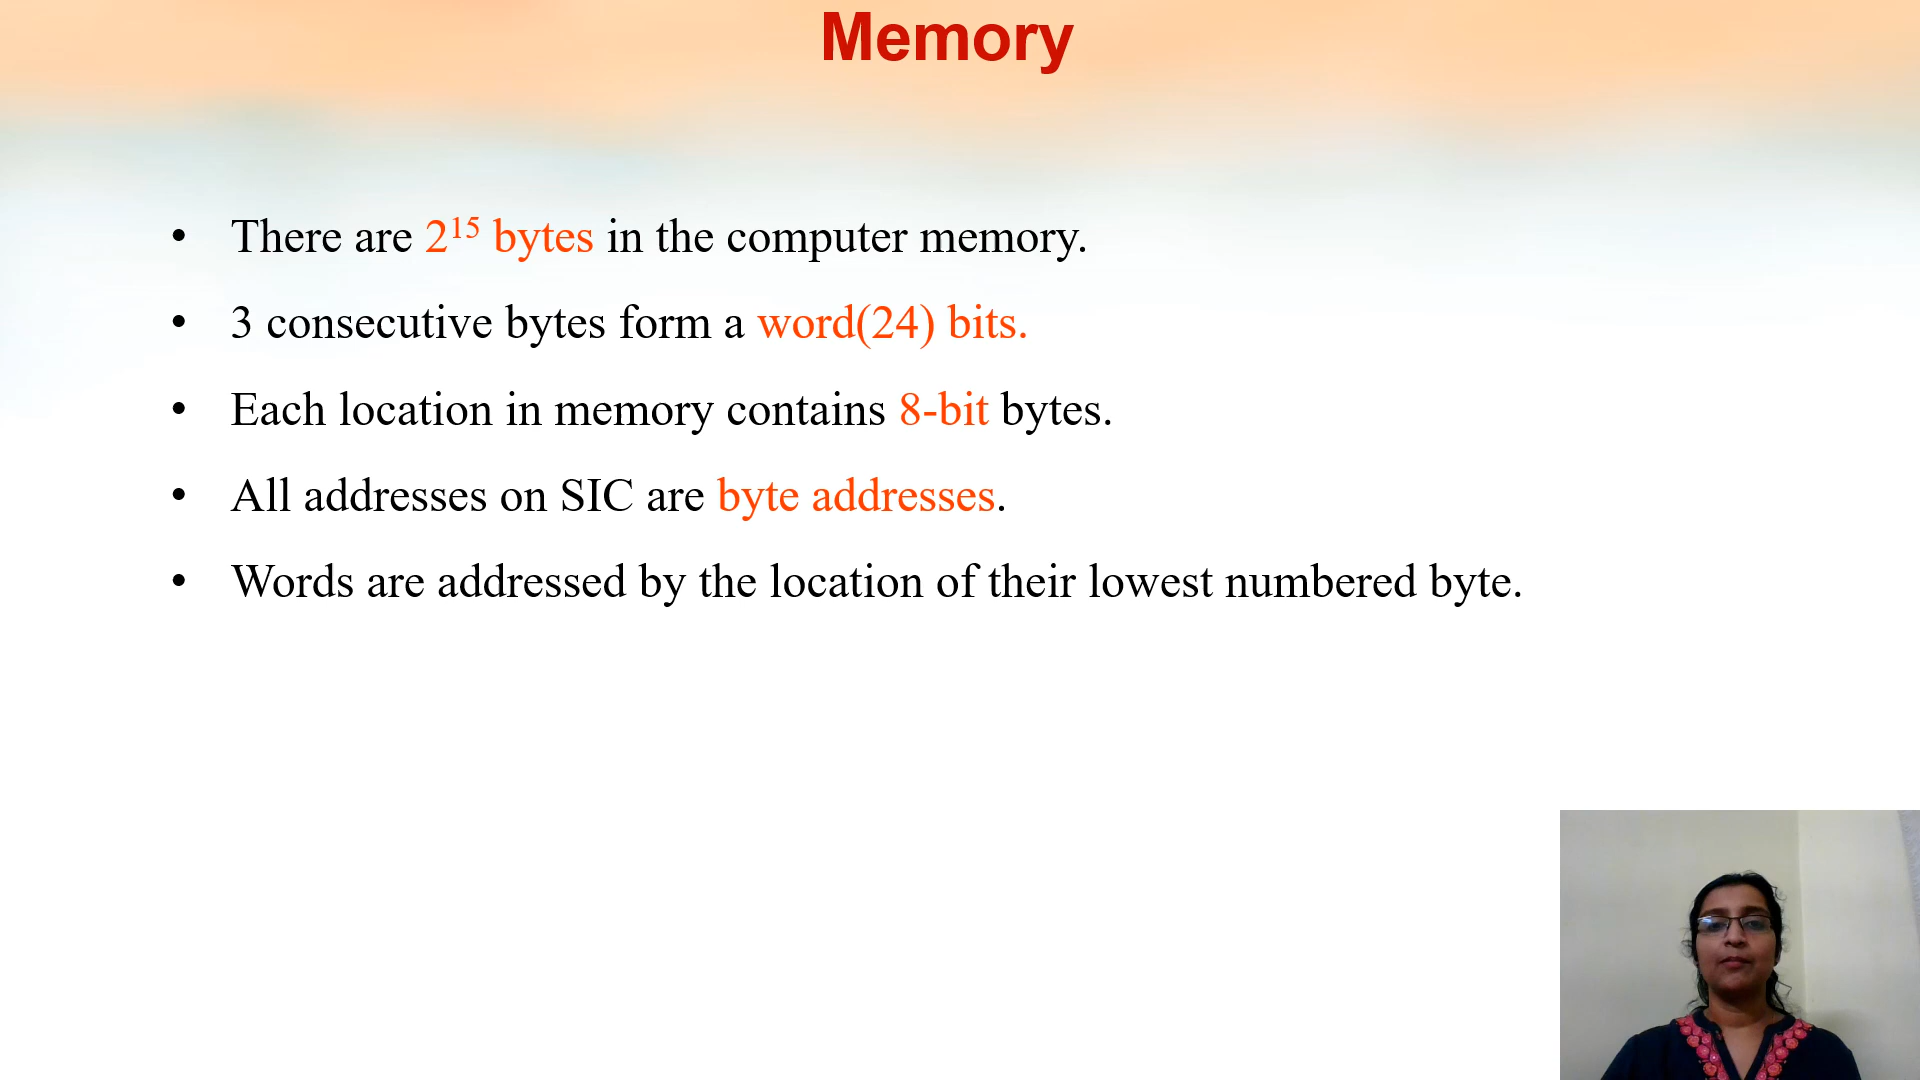 Memory
• There are 2¹⁵ bytes in the computer memory.
• 3 consecutive bytes form a word(24) bits.
• Each location in memory contains 8-bit bytes.
• All addresses on SIC are byte addresses.
• Words are addressed by the location of their lowest numbered byte.